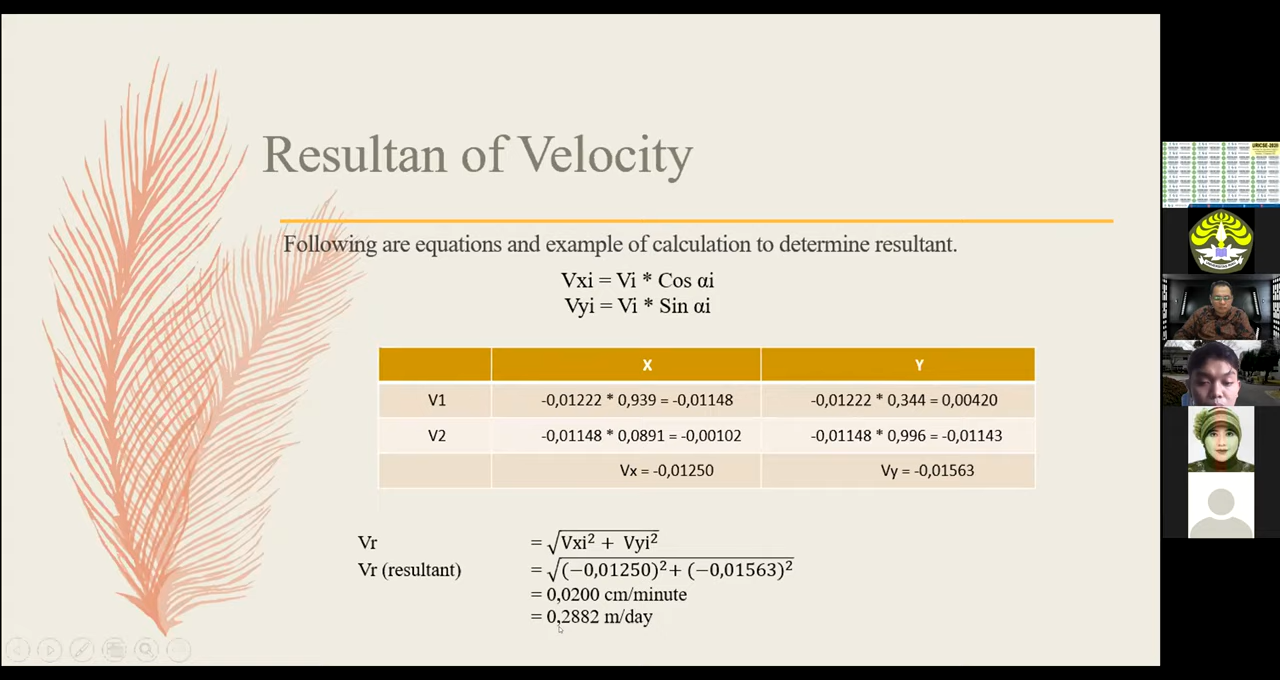 Resultan of Velocity
Following are equations and example of calculation to determine resultant.
Vxi = Vi * Cos αi
Vyi = Vi * Sin αi
X Y
V1 -0,01222 * 0,939 = -0,01148 -0,01222 * 0,344 = 0,00420
V2 -0,01148 * 0,0891 = -0,00102 -0,01148 * 0,996 = -0,01143
Vx = -0,01250 Vy = -0,01563
Vr = √Vxi² + Vyi²
Vr (resultant) = √(−0,01250)²+ (−0,01563)²
= 0,0200 cm/minute
= 0,2882 m/day
URICSE-2020